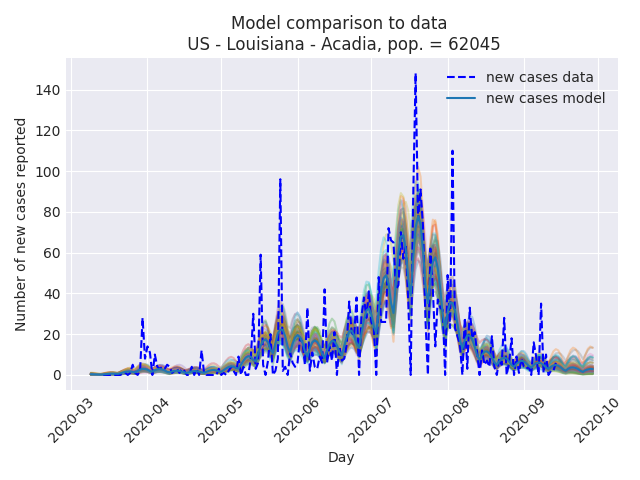 Model comparison to data
US - Louisiana - Acadia, pop. = 62045
new cases data
new cases model
Number of new cases reported
140
120
100
80
60
40
20
0
2020-03
2020-04
2020-05
2020-06
2020-07
2020-08
2020-09
2020-10
Day